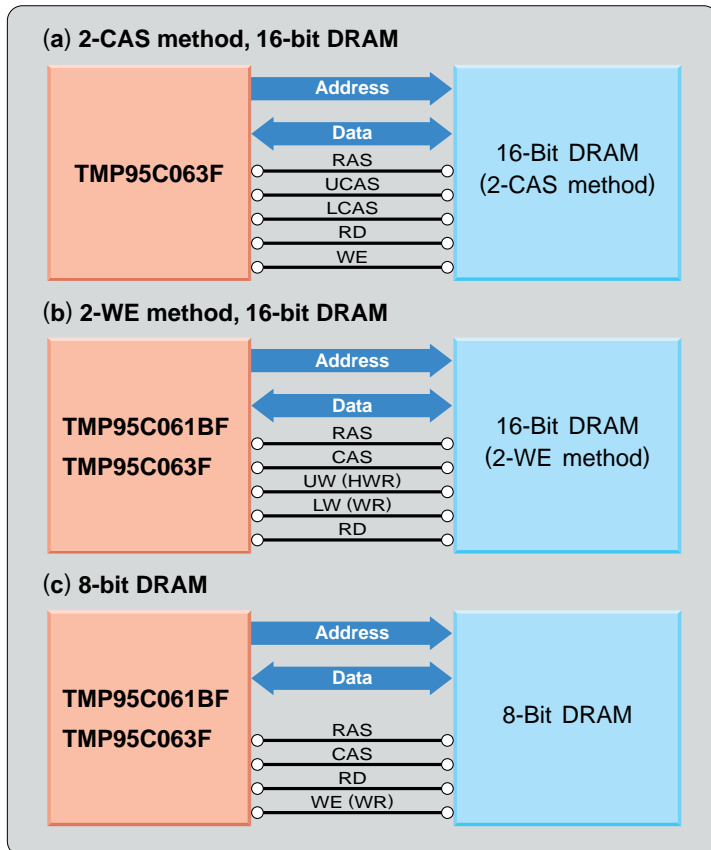 (a) 2-CAS method, 16-bit DRAM
Address
Data
TMP95C063F
RAS
UCAS
LCAS
RD
WE
16-Bit DRAM
(2-CAS method)
(b) 2-WE method, 16-bit DRAM
Address
Data
TMP95C061BF
TMP95C063F
RAS
CAS
UW (HWR)
LW (WR)
RD
16-Bit DRAM
(2-WE method)
(c) 8-bit DRAM
Address
Data
TMP95C061BF
TMP95C063F
RAS
CAS
RD
WE (WR)
8-Bit DRAM